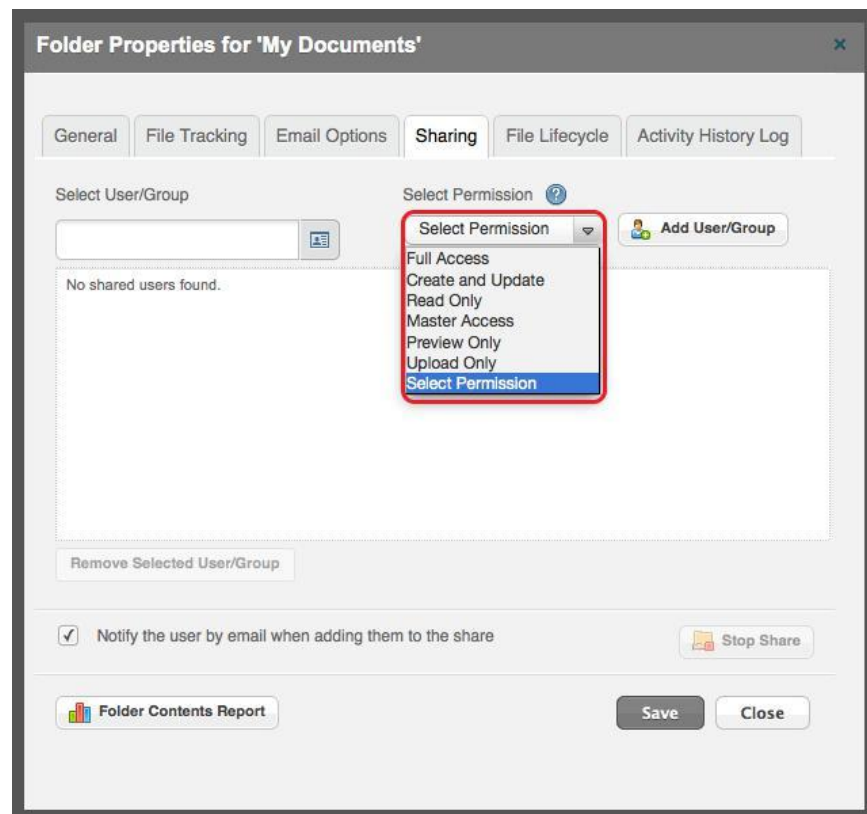 Folder Properties for 'My Documents'
General File Tracking Email Options Sharing File Lifecycle Activity History Log
Select User/Group Select Permission ?
Select Permission Add User/Group
No shared users found.
Full Access
Create and Update
Read Only
Master Access
Preview Only
Upload Only
Select Permission
Remove Selected User/Group
Notify the user by email when adding them to the share Stop Share
Folder Contents Report Save Close